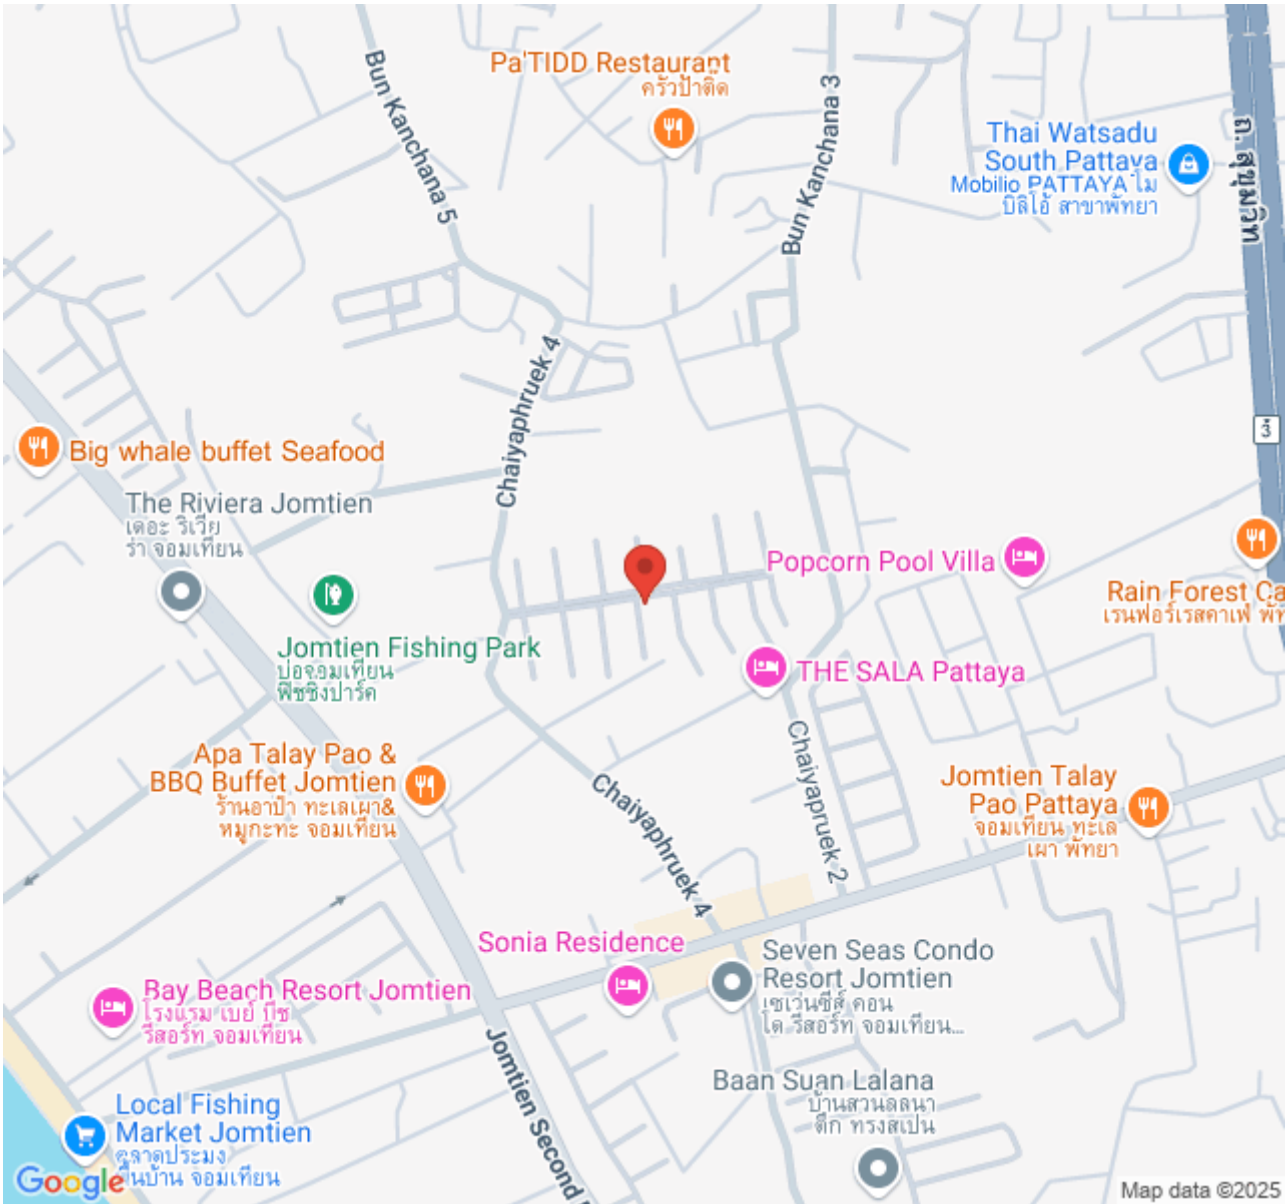 Bun Kanchana 5
Pa'TIDD Restaurant
ครัวป้าติ๊ด
Bun Kanchana 3
Thai Watsadu
South Pattaya
Mobilio PATTAYA โม
บิลิโอ้ สาขาพัทยา
ถ. สุขุมวิท
Chaiyaphruek 4
3
Big whale buffet Seafood
The Riviera Jomtien
เดอะ ริเวีย
ร่า จอมเทียน
Popcorn Pool Villa
Rain Forest Ca
เรนฟอร์เรสคาเฟ่ พัท
Jomtien Fishing Park
บ่อจอมเทียน
ฟิชชิงปาร์ค
THE SALA Pattaya
Apa Talay Pao &
BBQ Buffet Jomtien
ร้านอาป๋า ทะเลเผา&
หมูกะทะ จอมเทียน
Chaiyapruek 2
Chaiyaphruek 4
Jomtien Talay
Pao Pattaya
จอมเทียน ทะเล
เผา พัทยา
Sonia Residence
Seven Seas Condo
Resort Jomtien
เซเว่นซีส์ คอน
โด รีสอร์ท จอมเทียน...
Bay Beach Resort Jomtien
โรงแรม เบย์ บีช
รีสอร์ท จอมเทียน
Jomtien Second
Baan Suan Lalana
บ้านสวนลลนา
ตึก ทรงสเปน
Local Fishing
Market Jomtien
ตลาดประมง
พื้นบ้าน จอมเทียน
Google
Map data ©2025